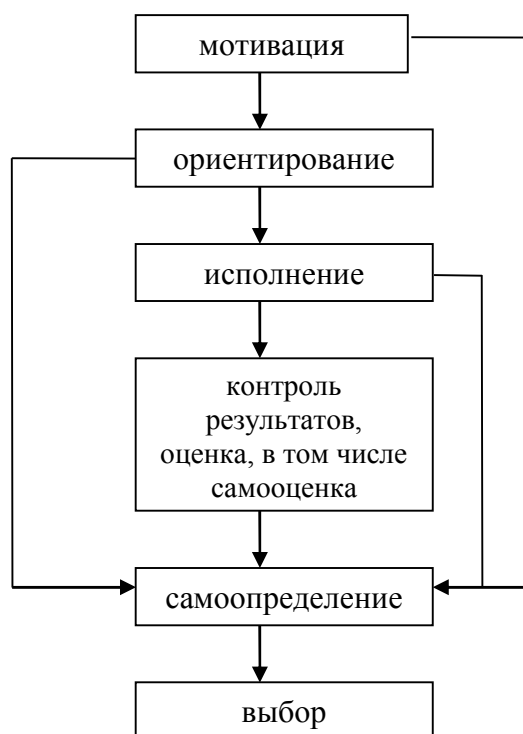 мотивация
ориентирование
исполнение
контроль
результатов,
оценка, в том числе
самооценка
самоопределение
выбор